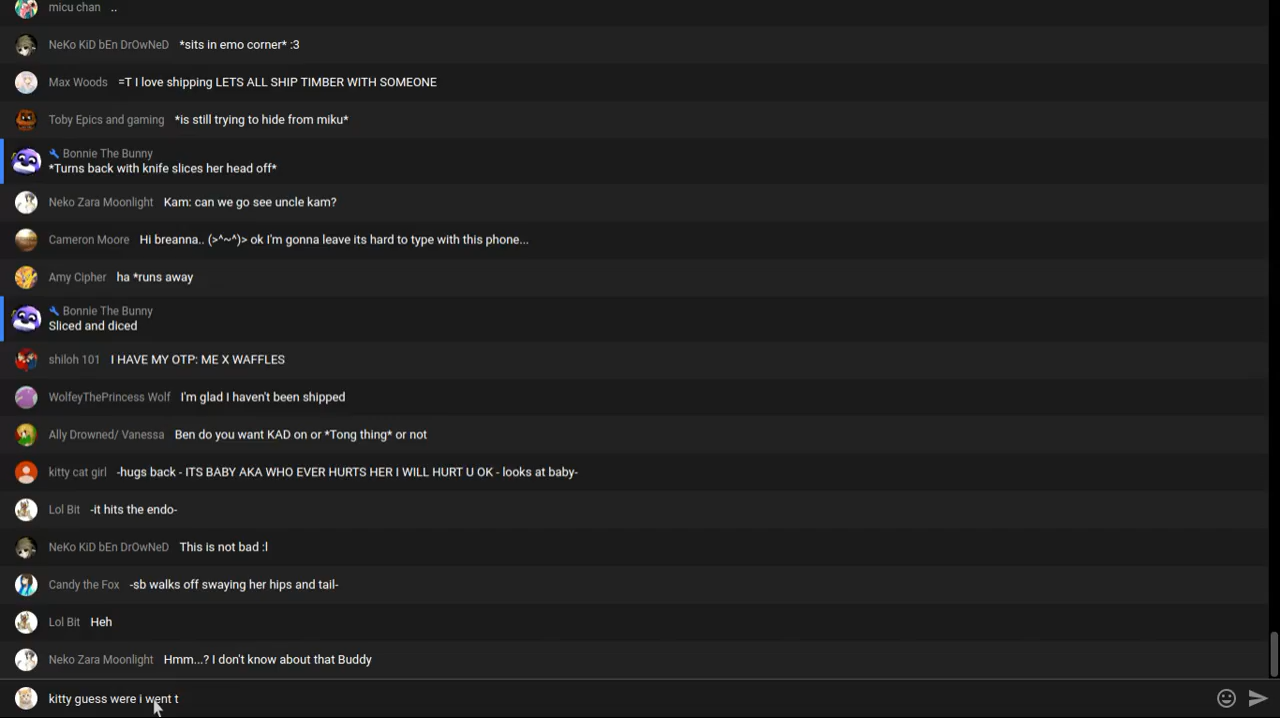 micu chan ..
NeKo KiD bEn DrOwNeD *sits in emo corner* :3
Max Woods =T I love shipping LETS ALL SHIP TIMBER WITH SOMEONE
Toby Epics and gaming *is still trying to hide from miku*
Bonnie The Bunny
*Turns back with knife slices her head off*
Neko Zara Moonlight Kam: can we go see uncle kam?
Cameron Moore Hi breanna.. (>^~^)> ok I'm gonna leave its hard to type with this phone...
Amy Cipher ha *runs away
Bonnie The Bunny
Sliced and diced
shiloh 101 I HAVE MY OTP: ME X WAFFLES
WolfeyThePrincess Wolf I'm glad I haven't been shipped
Ally Drowned/ Vanessa Ben do you want KAD on or *Tong thing* or not
kitty cat girl -hugs back - ITS BABY AKA WHO EVER HURTS HER I WILL HURT U OK - looks at baby-
Lol Bit -it hits the endo-
NeKo KiD bEn DrOwNeD This is not bad :l
Candy the Fox -sb walks off swaying her hips and tail-
Lol Bit Heh
Neko Zara Moonlight Hmm...? I don't know about that Buddy
kitty guess were i went t